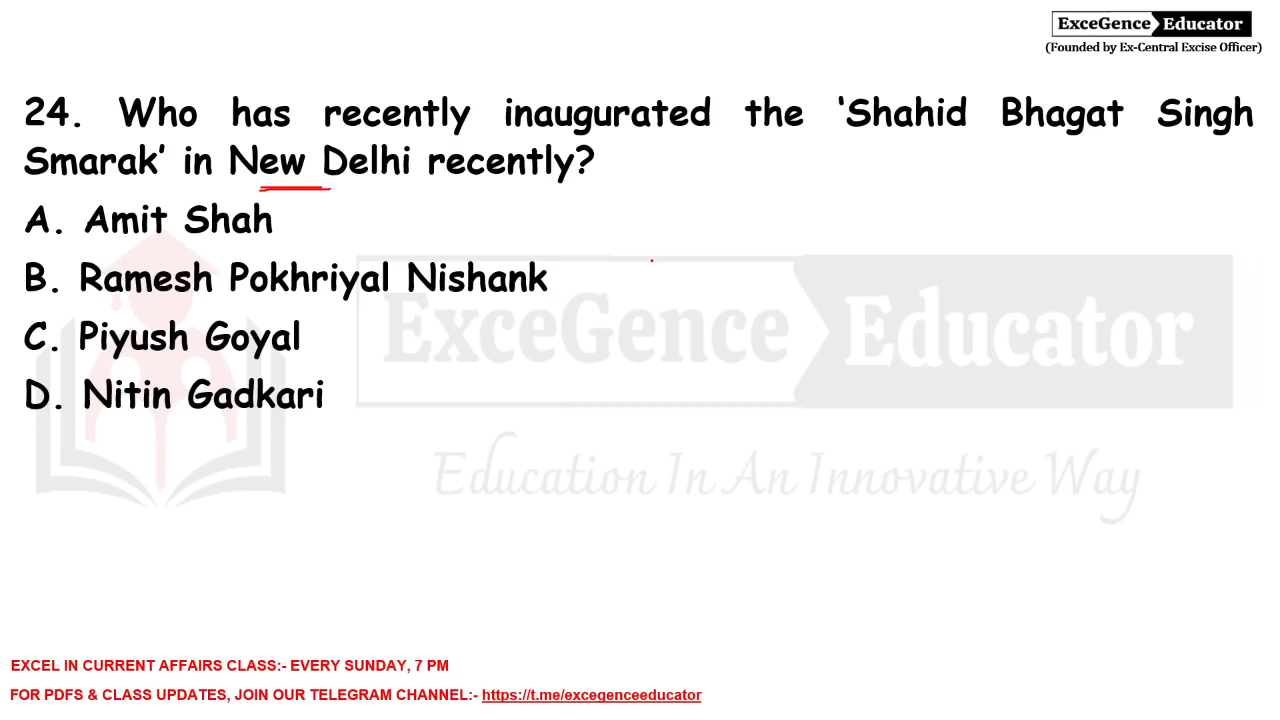 ExceGence Educator
(Founded by Ex-Central Excise Officer)
24. Who has recently inaugurated the ‘Shahid Bhagat Singh
Smarak’ in New Delhi recently?
A. Amit Shah
B. Ramesh Pokhriyal Nishank
C. Piyush Goyal
D. Nitin Gadkari
ExceGence Educator
Education In An Innovative Way
EXCEL IN CURRENT AFFAIRS CLASS:- EVERY SUNDAY, 7 PM
FOR PDFS & CLASS UPDATES, JOIN OUR TELEGRAM CHANNEL:- https://t.me/excegenceeducator